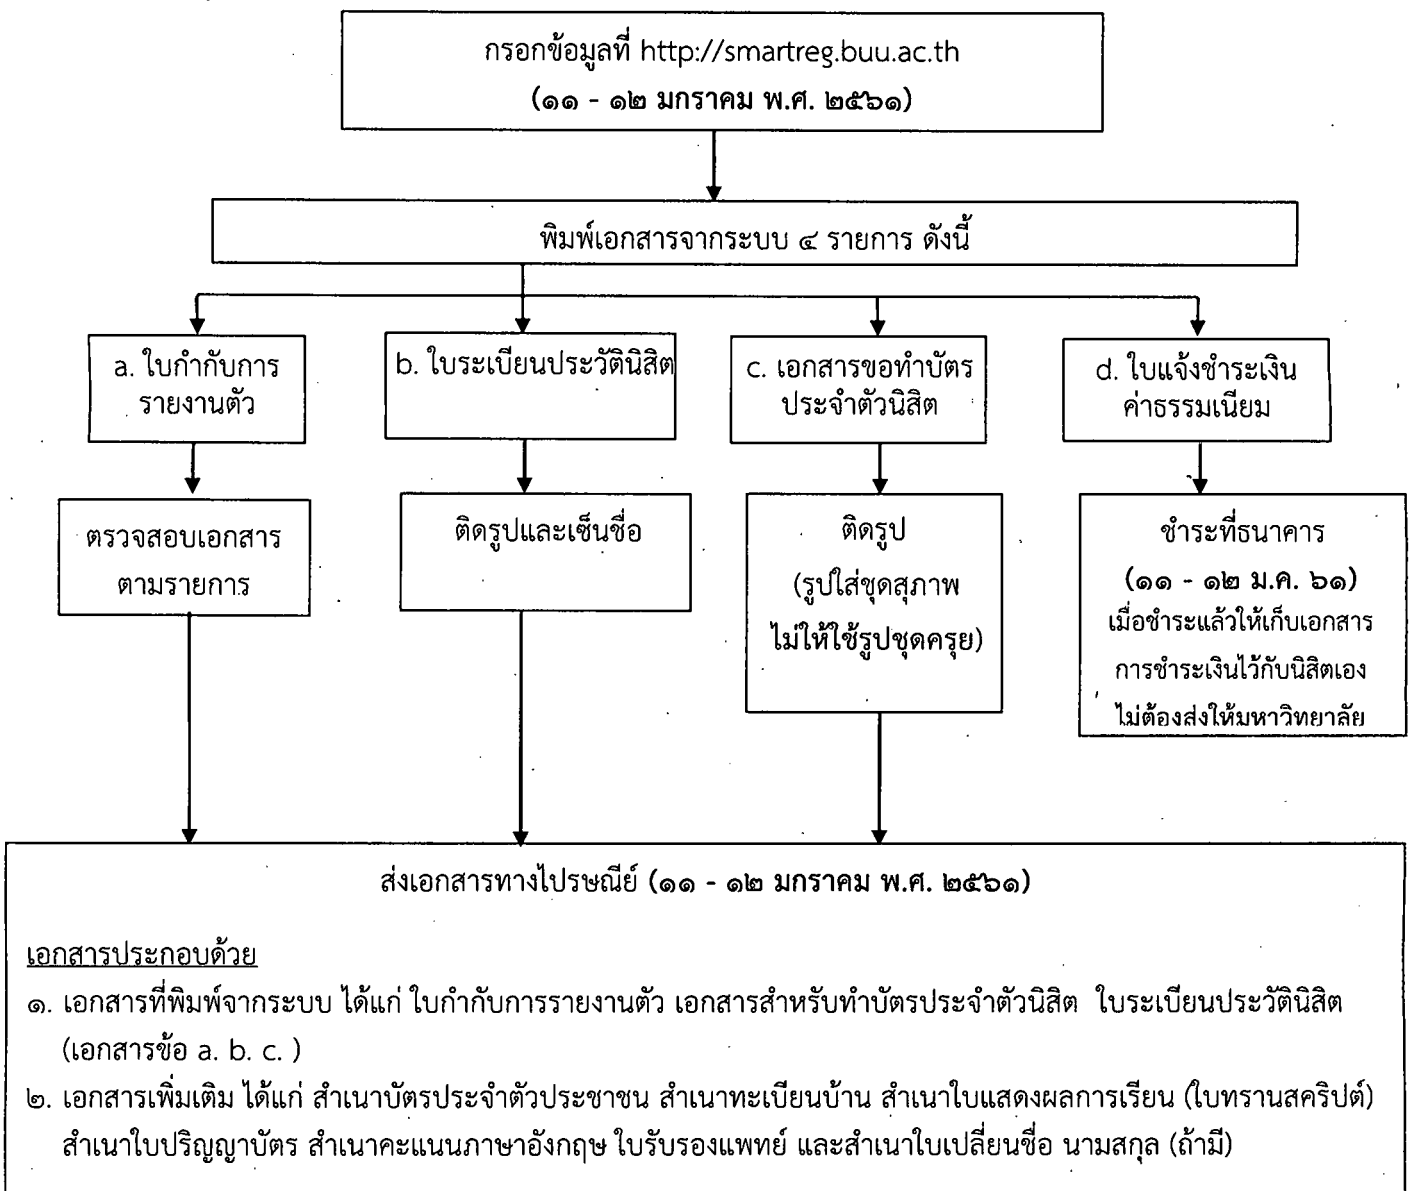 กรอกข้อมูลที่ http://smartreg.buu.ac.th
(๑๑ - ๑๒ มกราคม พ.ศ. ๒๕๖๑)
พิมพ์เอกสารจากระบบ ๔ รายการ ดังนี้
a. ใบกำกับการ
รายงานตัว
b. ใบระเบียนประวัตินิสิต
c. เอกสารขอทำบัตร
ประจำตัวนิสิต
d. ใบแจ้งชำระเงิน
ค่าธรรมเนียม
ตรวจสอบเอกสาร
ตามรายการ
ติดรูปและเซ็นชื่อ
ติดรูป
(รูปใส่ชุดสุภาพ
ไม่ให้ใช้รูปชุดครุย)
ชำระที่ธนาคาร
(๑๑ - ๑๒ ม.ค. ๖๑)
เมื่อชำระแล้วให้เก็บเอกสาร
การชำระเงินไว้กับนิสิตเอง
ไม่ต้องส่งให้มหาวิทยาลัย
ส่งเอกสารทางไปรษณีย์ (๑๑ - ๑๒ มกราคม พ.ศ. ๒๕๖๑)
เอกสารประกอบด้วย
๑. เอกสารที่พิมพ์จากระบบ ได้แก่ ใบกำกับการรายงานตัว เอกสารสำหรับทำบัตรประจำตัวนิสิต ใบระเบียนประวัตินิสิต
(เอกสารข้อ a. b. c. )
๒. เอกสารเพิ่มเติม ได้แก่ สำเนาบัตรประจำตัวประชาชน สำเนาทะเบียนบ้าน สำเนาใบแสดงผลการเรียน (ใบทรานสคริปต์)
สำเนาใบปริญญาบัตร สำเนาคะแนนภาษาอังกฤษ ใบรับรองแพทย์ และสำเนาใบเปลี่ยนชื่อ นามสกุล (ถ้ามี)